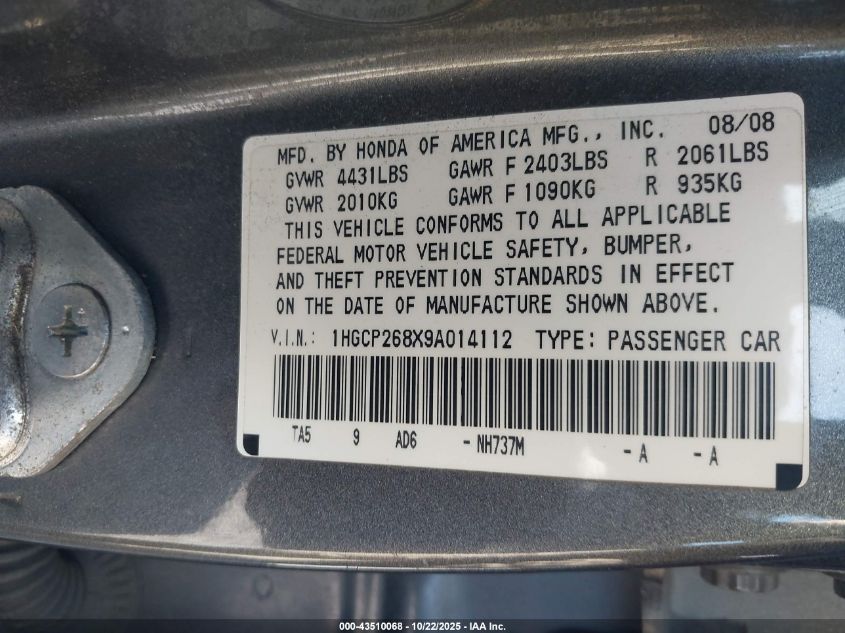 MFD. BY HONDA OF AMERICA MFG., INC. 08/08
GVWR 4431LBS GAWR F 2403LBS R 2061LBS
GVWR 2010KG GAWR F 1090KG R 935KG
THIS VEHICLE CONFORMS TO ALL APPLICABLE
FEDERAL MOTOR VEHICLE SAFETY, BUMPER,
AND THEFT PREVENTION STANDARDS IN EFFECT
ON THE DATE OF MANUFACTURE SHOWN ABOVE.
V.I.N.: 1HGCP268X9A014112 TYPE: PASSENGER CAR
TA5 9 AD6 -NH737M -A -A
000-43510068 | 10/22/2025 | IAA Inc.